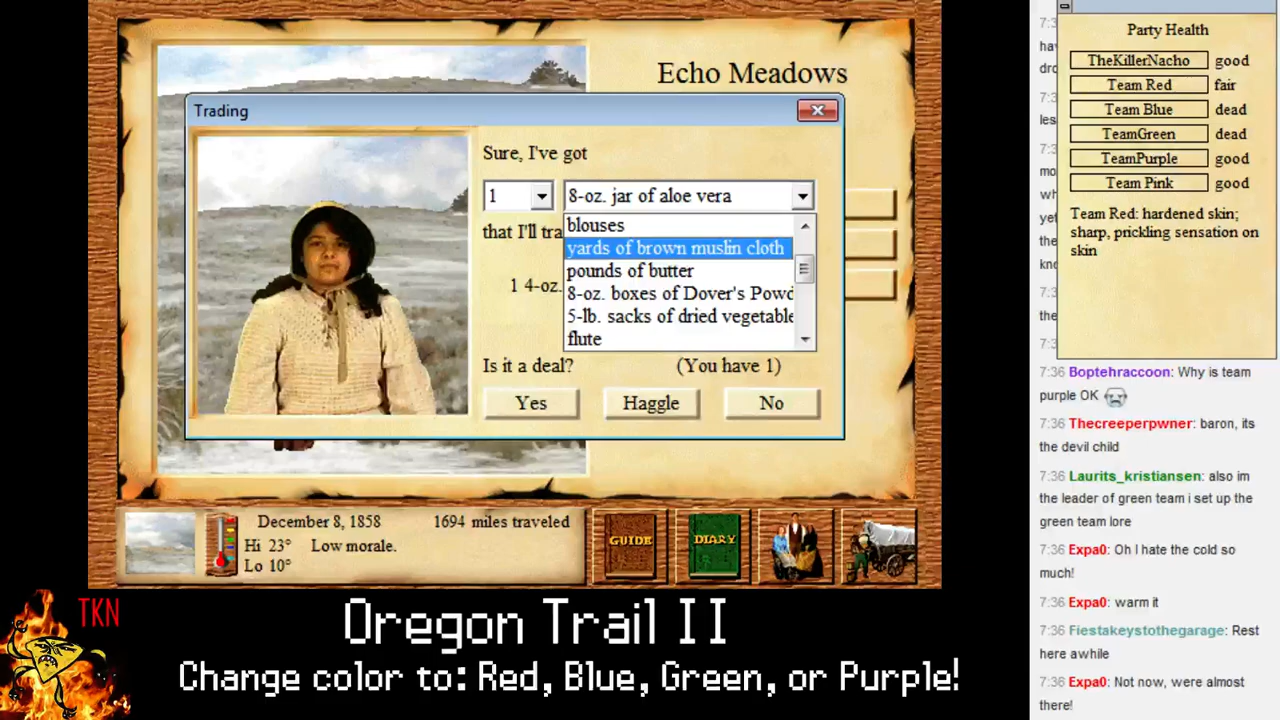 Echo Meadows
Trading
Sure, I've got
1
8-oz. jar of aloe vera
blouses
yards of brown muslin cloth
pounds of butter
8-oz. boxes of Dover's Powd
5-lb. sacks of dried vegetable
flute
that I'll tra
1 4-oz.
Is it a deal?
(You have 1)
Yes
Haggle
No
December 8, 1858
1694 miles traveled
Hi 23°
Low morale.
Lo 10°
GUIDE
DIARY
TKN
Oregon Trail II
Change color to: Red, Blue, Green, or Purple!
Party Health
TheKillerNacho good
Team Red fair
Team Blue dead
TeamGreen dead
TeamPurple good
Team Pink good
Team Red: hardened skin;
sharp, prickling sensation on
skin
7:36 Boptehraccoon: Why is team
purple OK
7:36 Thecreeperpwner: baron, its
the devil child
7:36 Laurits_kristiansen: also im
the leader of green team i set up the
green team lore
7:36 Expa0: Oh I hate the cold so
much!
7:36 Expa0: warm it
7:36 Fiestakeystothegarage: Rest
here awhile
7:36 Expa0: Not now, were almost
there!